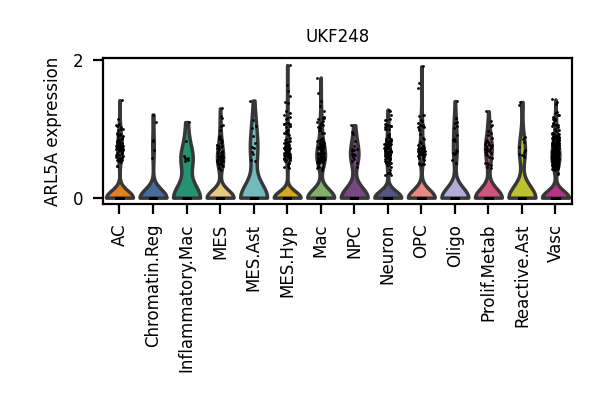 UKF248
ARL5A expression
2
0
AC
Chromatin.Reg
Inflammatory.Mac
MES
MES.Ast
MES.Hyp
Mac
NPC
Neuron
OPC
Oligo
Prolif.Metab
Reactive.Ast
Vasc